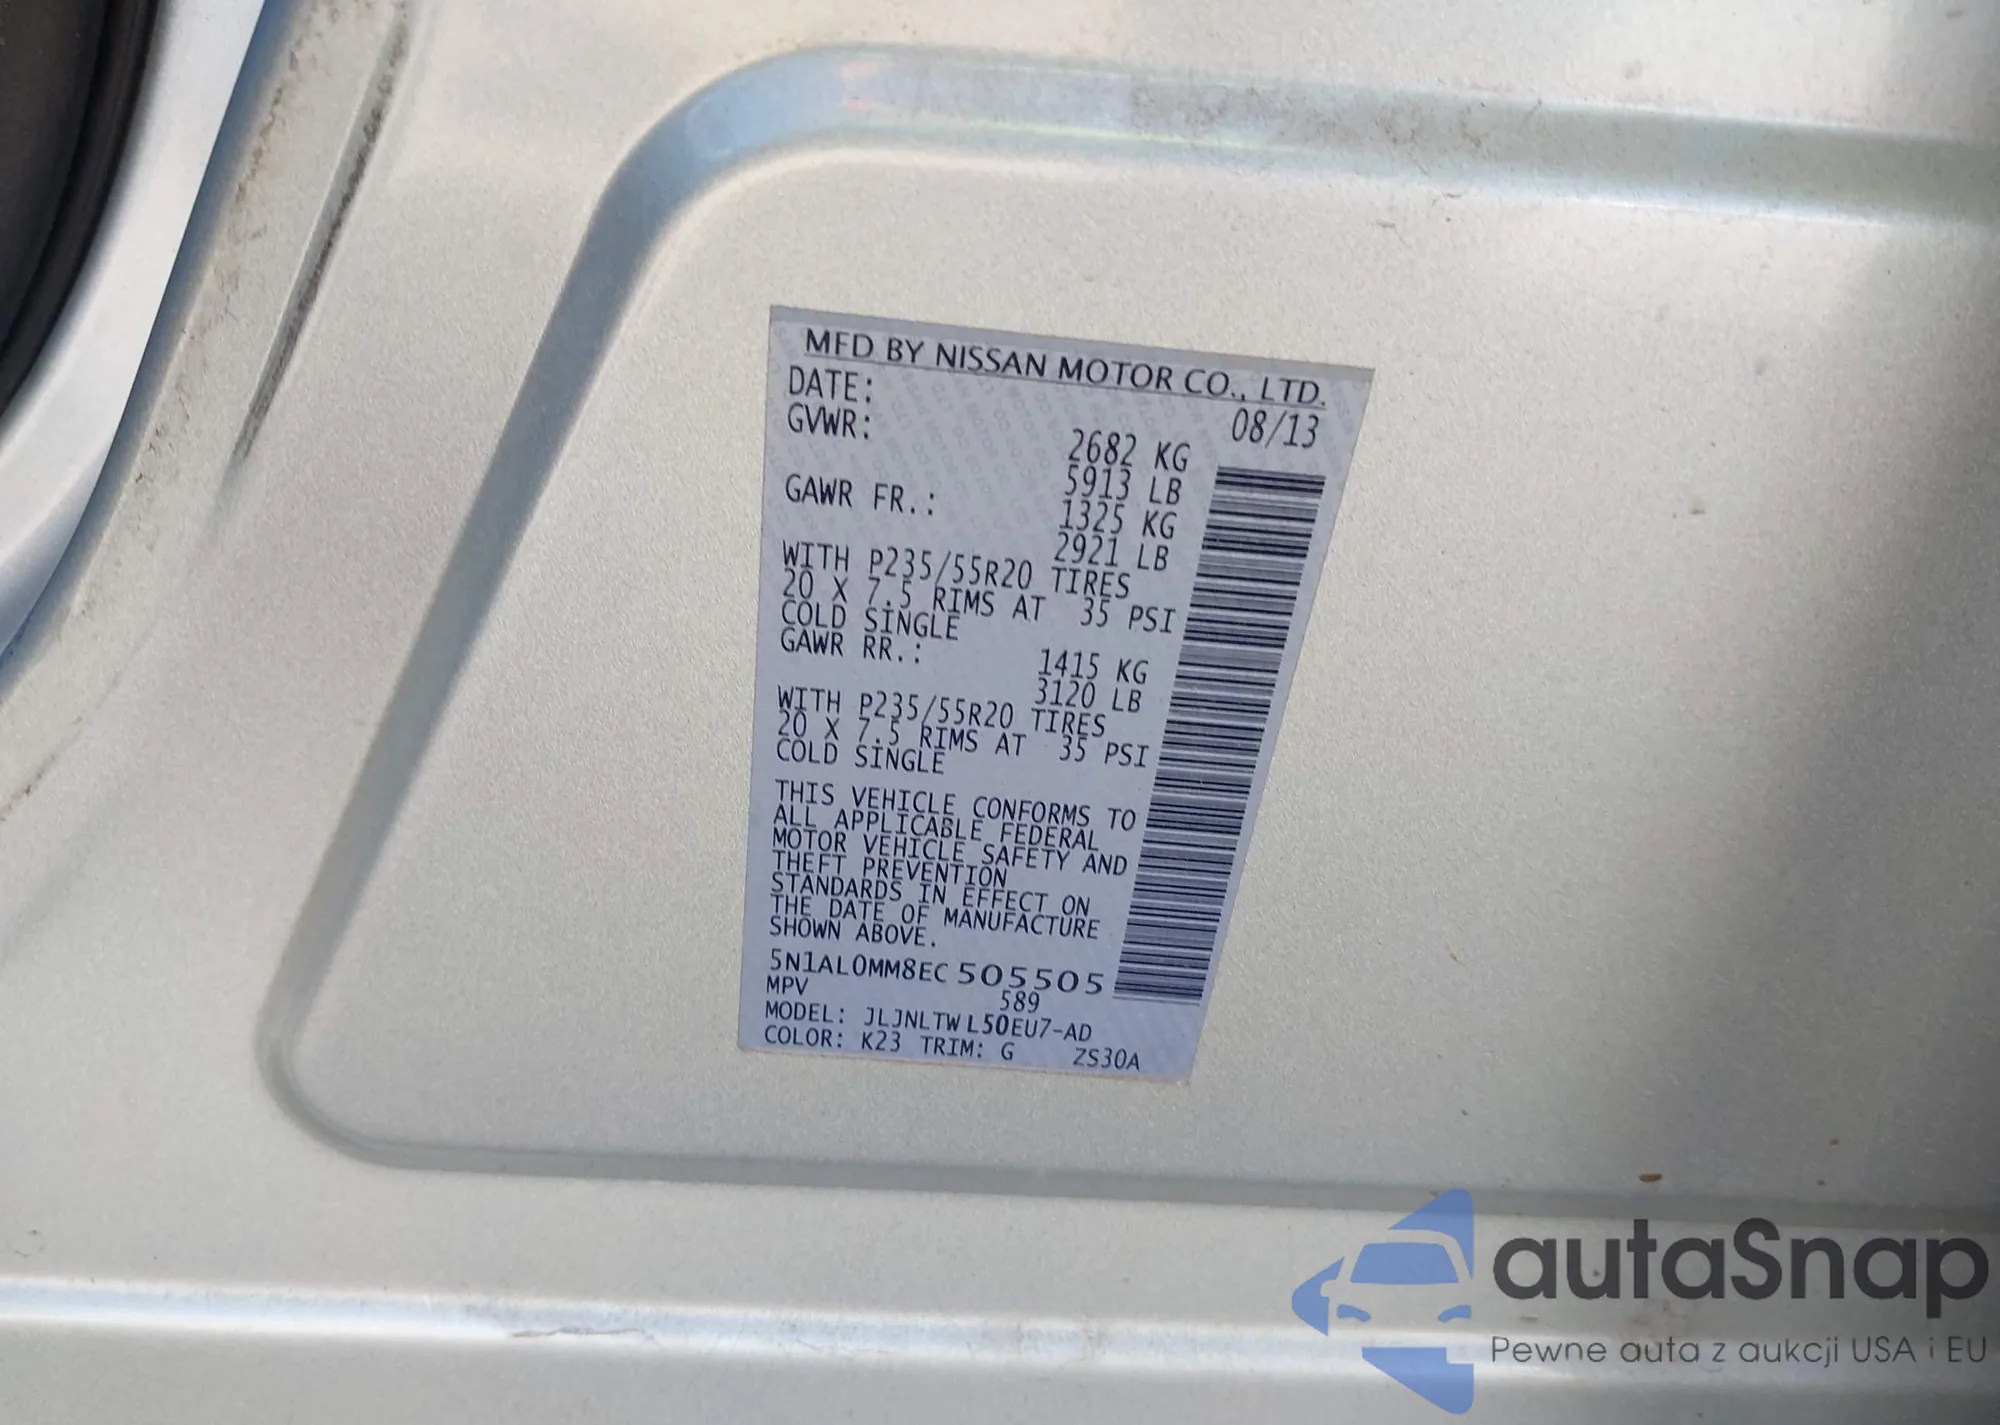 MFD BY NISSAN MOTOR CO., LTD.
DATE: 08/13
GVWR: 2682 KG
5913 LB
GAWR FR.: 1325 KG
2921 LB
WITH P235/55R20 TIRES
20 X 7.5 RIMS AT 35 PSI
COLD SINGLE
GAWR RR.: 1415 KG
3120 LB
WITH P235/55R20 TIRES
20 X 7.5 RIMS AT 35 PSI
COLD SINGLE
THIS VEHICLE CONFORMS TO
ALL APPLICABLE FEDERAL
MOTOR VEHICLE SAFETY AND
THEFT PREVENTION
STANDARDS IN EFFECT ON
THE DATE OF MANUFACTURE
SHOWN ABOVE.
5N1AL0MM8EC 505505
MPV 589
MODEL: JLJNLTW L50EU7-AD
COLOR: K23 TRIM: G ZS30A
autaSnap
Pewne auta z aukcji USA i EU